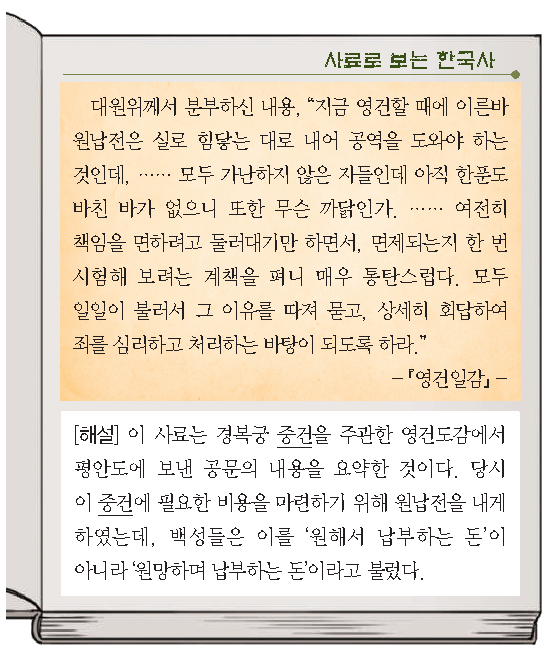 사료로 보는 한국사
대원위께서 분부하신 내용, “지금 영건할 때에 이른바
원납전은 실로 힘닿는 대로 내어 공역을 도와야 하는
것인데, …… 모두 가난하지 않은 자들인데 아직 한푼도
바친 바가 없으니 또한 무슨 까닭인가. …… 여전히
책임을 면하려고 둘러대기만 하면서, 면제되는지 한 번
시험해 보려는 계책을 펴니 매우 통탄스럽다. 모두
일일이 불러서 그 이유를 따져 묻고, 상세히 회답하여
죄를 심리하고 처리하는 바탕이 되도록 하라.”
– 『영건일감』 –
[해설] 이 사료는 경복궁 중건을 주관한 영건도감에서
평안도에 보낸 공문의 내용을 요약한 것이다. 당시
이 중건에 필요한 비용을 마련하기 위해 원납전을 내게
하였는데, 백성들은 이를 ‘원해서 납부하는 돈’이
아니라 ‘원망하며 납부하는 돈’이라고 불렀다.